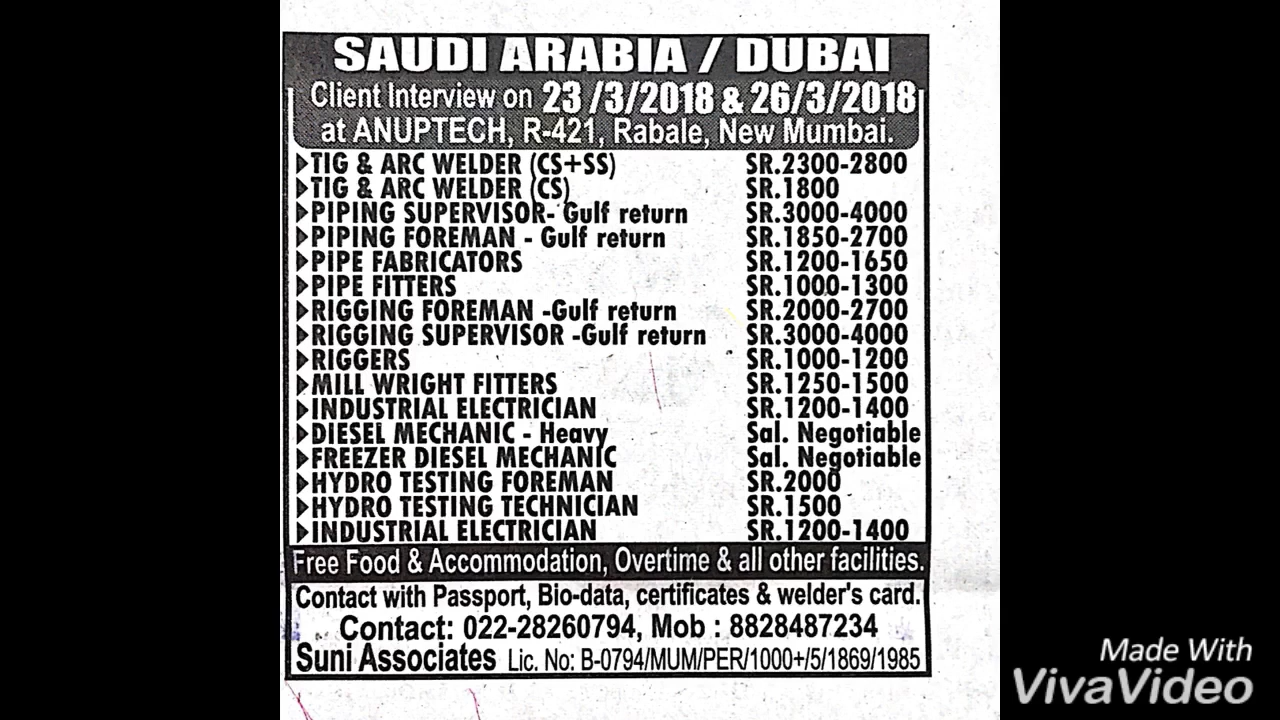 SAUDI ARABIA / DUBAI
Client Interview on 23 /3/2018 & 26/3/2018
at ANUPTECH, R-421, Rabale, New Mumbai.
TIG & ARC WELDER (CS+SS) SR.2300-2800
TIG & ARC WELDER (CS) SR.1800
PIPING SUPERVISOR- Gulf return SR.3000-4000
PIPING FOREMAN - Gulf return SR.1850-2700
PIPE FABRICATORS SR.1200-1650
PIPE FITTERS SR.1000-1300
RIGGING FOREMAN -Gulf return SR.2000-2700
RIGGING SUPERVISOR -Gulf return SR.3000-4000
RIGGERS SR.1000-1200
MILL WRIGHT FITTERS SR.1250-1500
INDUSTRIAL ELECTRICIAN SR.1200-1400
DIESEL MECHANIC - Heavy Sal. Negotiable
FREEZER DIESEL MECHANIC Sal. Negotiable
HYDRO TESTING FOREMAN SR.2000
HYDRO TESTING TECHNICIAN SR.1500
INDUSTRIAL ELECTRICIAN SR.1200-1400
Free Food & Accommodation, Overtime & all other facilities.
Contact with Passport, Bio-data, certificates & welder's card.
Contact: 022-28260794, Mob : 8828487234
Suni Associates Lic. No: B-0794/MUM/PER/1000+/5/1869/1985
Made With
VivaVideo